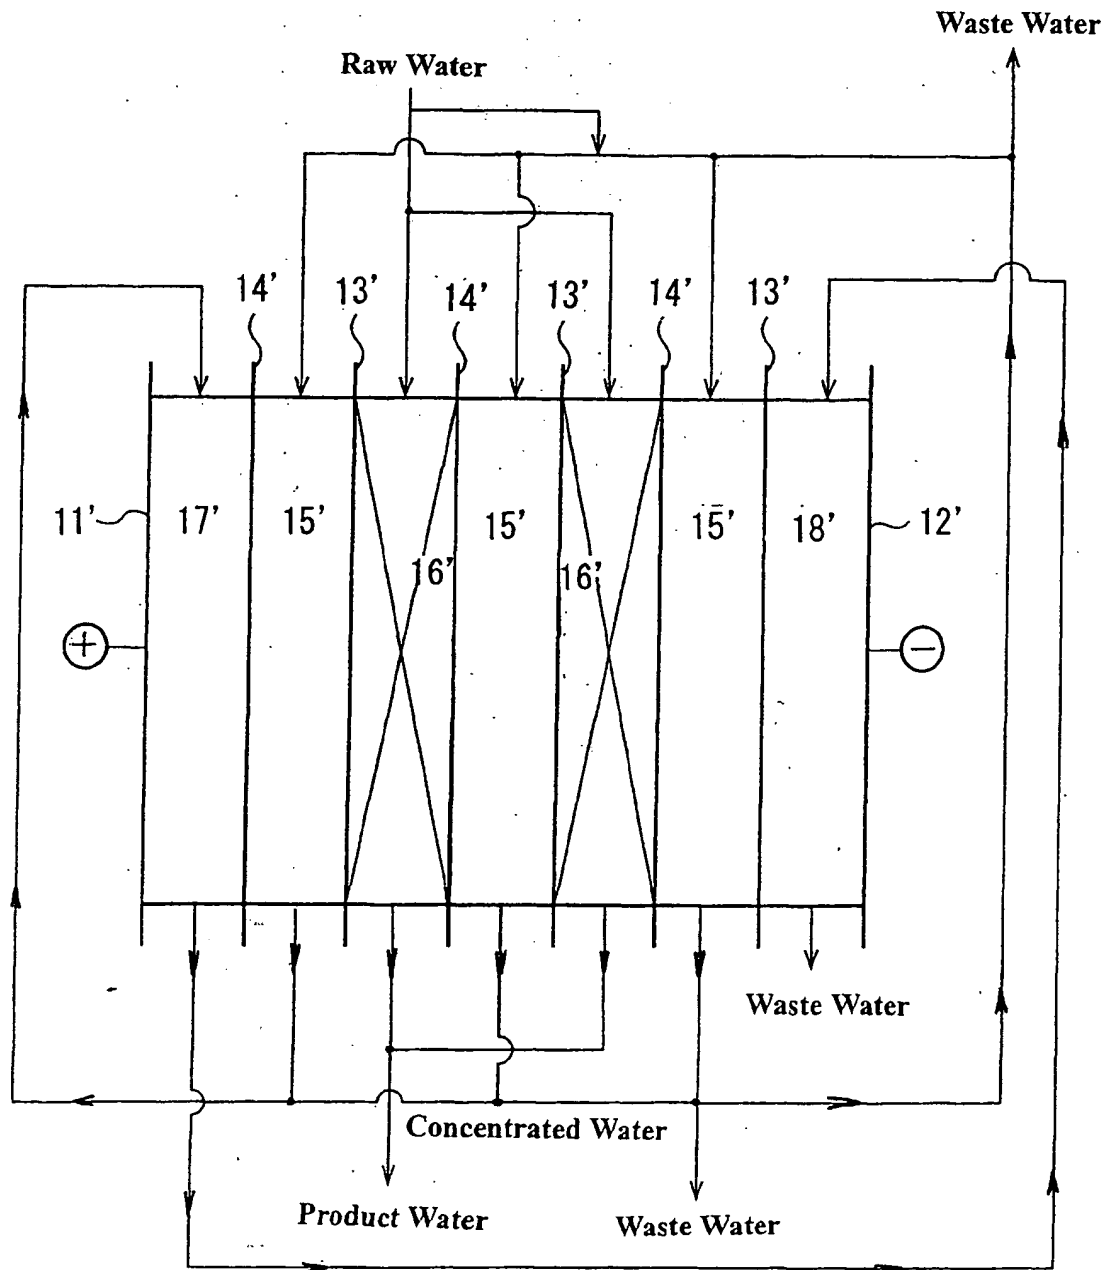 Waste Water
Raw Water
14'
13'
14'
13'
14'
13'
11'
17'
15'
16'
15'
16'
15'
18'
12'
+
−
Waste Water
Concentrated Water
Product Water
Waste Water